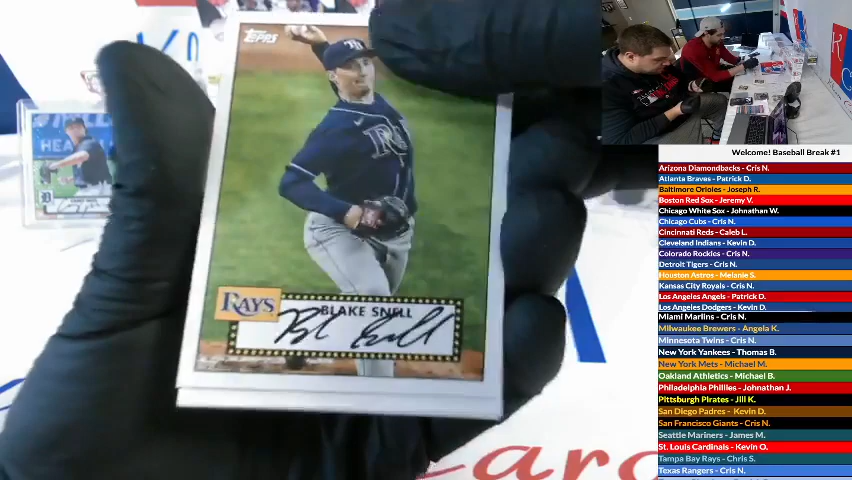 TOPPS
TB
R
RAYS
BLAKE SNELL
Blake Snell
HEA
D
Card
Welcome! Baseball Break #1
Arizona Diamondbacks - Cris N.
Atlanta Braves - Patrick D.
Baltimore Orioles - Joseph R.
Boston Red Sox - Jeremy V.
Chicago White Sox - Johnathan W.
Chicago Cubs - Cris N.
Cincinnati Reds - Caleb L.
Cleveland Indians - Kevin D.
Colorado Rockies - Cris N.
Detroit Tigers - Cris N.
Houston Astros - Melanie S.
Kansas City Royals - Cris N.
Los Angeles Angels - Patrick D.
Los Angeles Dodgers - Kevin D.
Miami Marlins - Cris N.
Milwaukee Brewers - Angela K.
Minnesota Twins - Cris N.
New York Yankees - Thomas B.
New York Mets - Michael M.
Oakland Athletics - Michael B.
Philadelphia Phillies - Johnathan J.
Pittsburgh Pirates - Jill K.
San Diego Padres - Kevin D.
San Francisco Giants - Cris N.
Seattle Mariners - James M.
St. Louis Cardinals - Kevin O.
Tampa Bay Rays - Chris S.
Texas Rangers - Cris N.